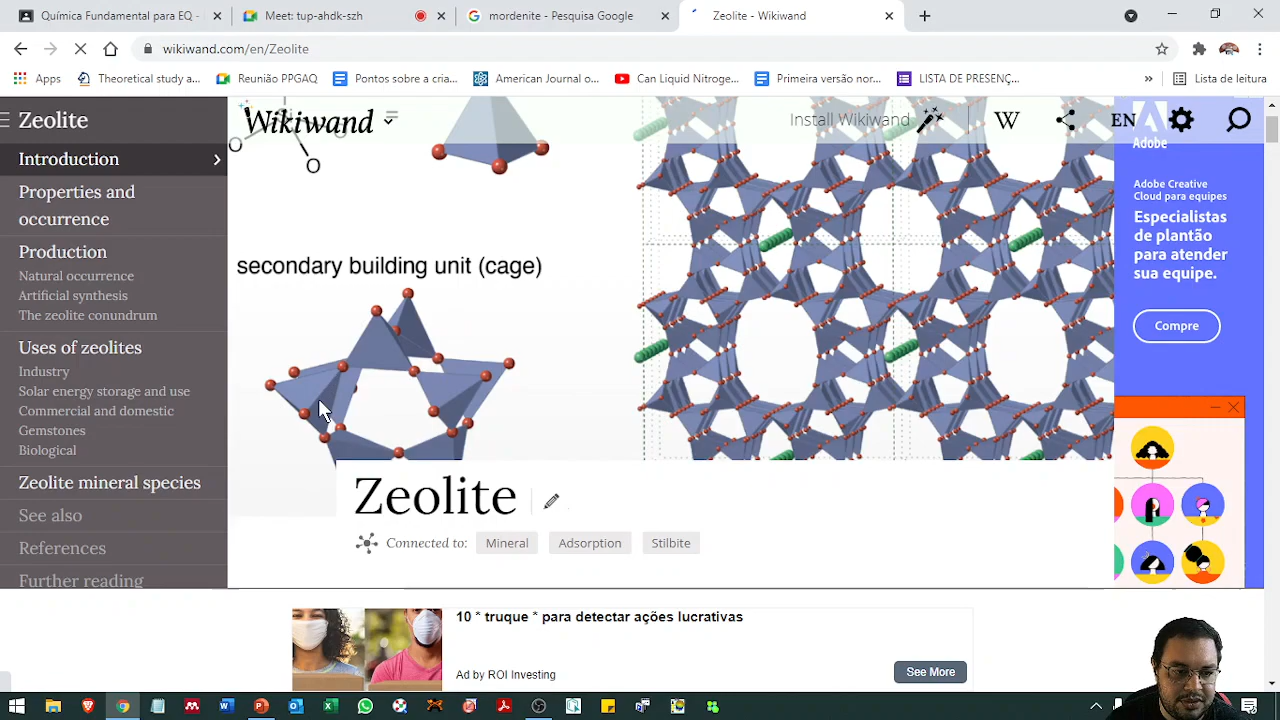 Química Computacional para EQ -
Meet: tup-andk-zsh
mordenite - Pesquisa Google
Zeolite - Wikiwand
wikiwand.com/en/Zeolite
Apps
Theoretical study a...
Reunião PPGAQ
Pontos sobre a cria...
American Journal o...
Can Liquid Nitroge...
Primeira versão nor...
LISTA DE PRESENÇ...
»
Lista de leitura
Zeolite
Introduction
Properties and
occurrence
Production
Natural occurrence
Artificial synthesis
The zeolite conundrum
Uses of zeolites
Industry
Solar energy storage and use
Commercial and domestic
Gemstones
Biological
Zeolite mineral species
See also
References
Further reading
Wikiwand
Install Wikiwand
W
EN
O
O
secondary building unit (cage)
Zeolite
Connected to:
Mineral
Adsorption
Stilbite
Adobe
Adobe Creative
Cloud para equipes
Especialistas
de plantão
para atender
sua equipe.
Compre
10 * truque * para detectar ações lucrativas
Ad by ROI Investing
See More